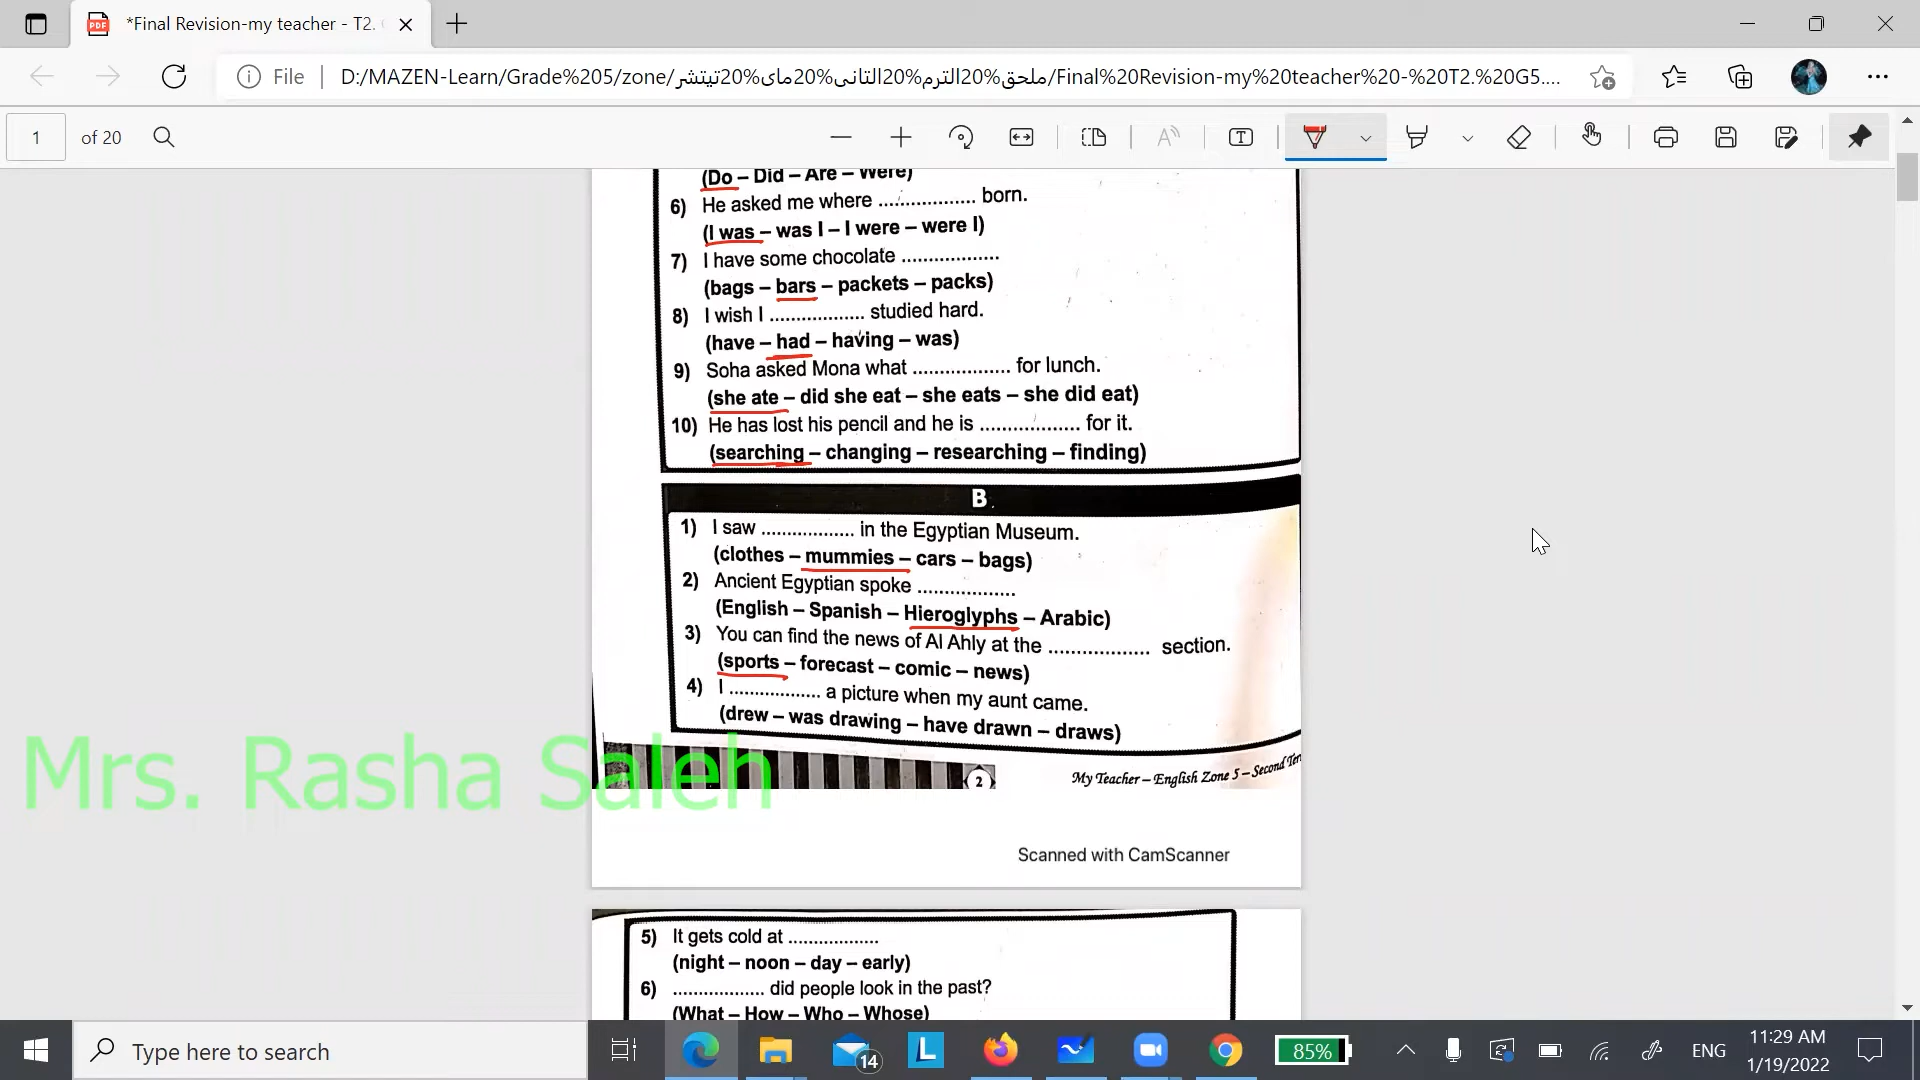 *Final Revision-my teacher - T2.
File
D:/MAZEN-Learn/Grade%205/zone/ملحق%20الترم%20التانى%20ماى%20تيتشر/Final%20Revision-my%20teacher%20-%20T2.%20G5....
1 of 20
(Do – Did – Are – Were)
6) He asked me where .................. born.
(I was – was I – I were – were I)
7) I have some chocolate ..................
(bags – bars – packets – packs)
8) I wish I .................. studied hard.
(have – had – having – was)
9) Soha asked Mona what .................. for lunch.
(she ate – did she eat – she eats – she did eat)
10) He has lost his pencil and he is .................. for it.
(searching – changing – researching – finding)
B
1) I saw .................. in the Egyptian Museum.
(clothes – mummies – cars – bags)
2) Ancient Egyptian spoke ..................
(English – Spanish – Hieroglyphs – Arabic)
3) You can find the news of Al Ahly at the .................. section.
(sports – forecast – comic – news)
4) I .................. a picture when my aunt came.
(drew – was drawing – have drawn – draws)
Mrs. Rasha Saleh
2
My Teacher – English Zone 5 – Second Ter
Scanned with CamScanner
5) It gets cold at ..................
(night – noon – day – early)
6) .................. did people look in the past?
(What – How – Who – Whose)
Type here to search
14
L
85%
ENG
11:29 AM
1/19/2022